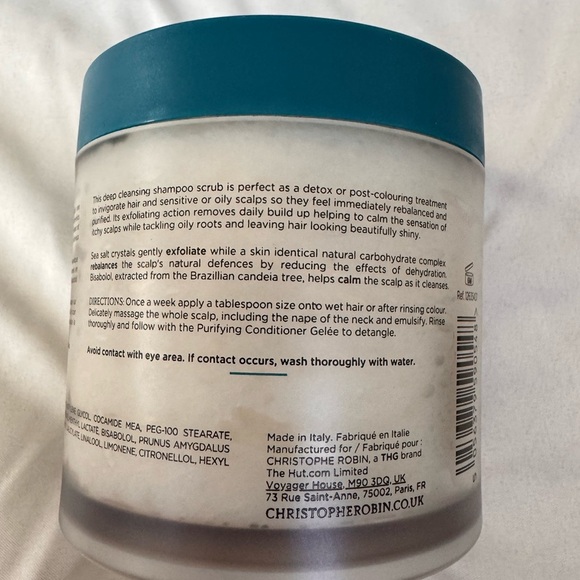 This deep cleansing shampoo scrub is perfect as a detox or post-colouring treatment
to invigorate hair and sensitive or oily scalps so they feel immediately rebalanced and
purified. Its exfoliating action removes daily build up helping to calm the sensation of
itchy scalps while tackling oily roots and leaving hair looking beautifully shiny.
Sea salt crystals gently exfoliate while a skin identical natural carbohydrate complex
rebalances the scalp's natural defences by reducing the effects of dehydration.
Bisabolol, extracted from the Brazillian candeia tree, helps calm the scalp as it cleanses.
DIRECTIONS: Once a week apply a tablespoon size onto wet hair or after rinsing colour.
Delicately massage the whole scalp, including the nape of the neck and emulsify. Rinse
thoroughly and follow with the Purifying Conditioner Gelée to detangle.
Avoid contact with eye area. If contact occurs, wash thoroughly with water.
GLYCOL, COCAMIDE MEA, PEG-100 STEARATE,
LACTATE, BISABOLOL, PRUNUS AMYGDALUS
LINALOOL, LIMONENE, CITRONELLOL, HEXYL
Made in Italy. Fabriqué en Italie
Manufactured for / Fabriqué pour :
CHRISTOPHE ROBIN, a THG brand
The Hut.com Limited
Voyager House, M90 3DQ, UK
73 Rue Saint-Anne, 75002, Paris, FR
CHRISTOPHEROBIN.CO.UK
Ref.